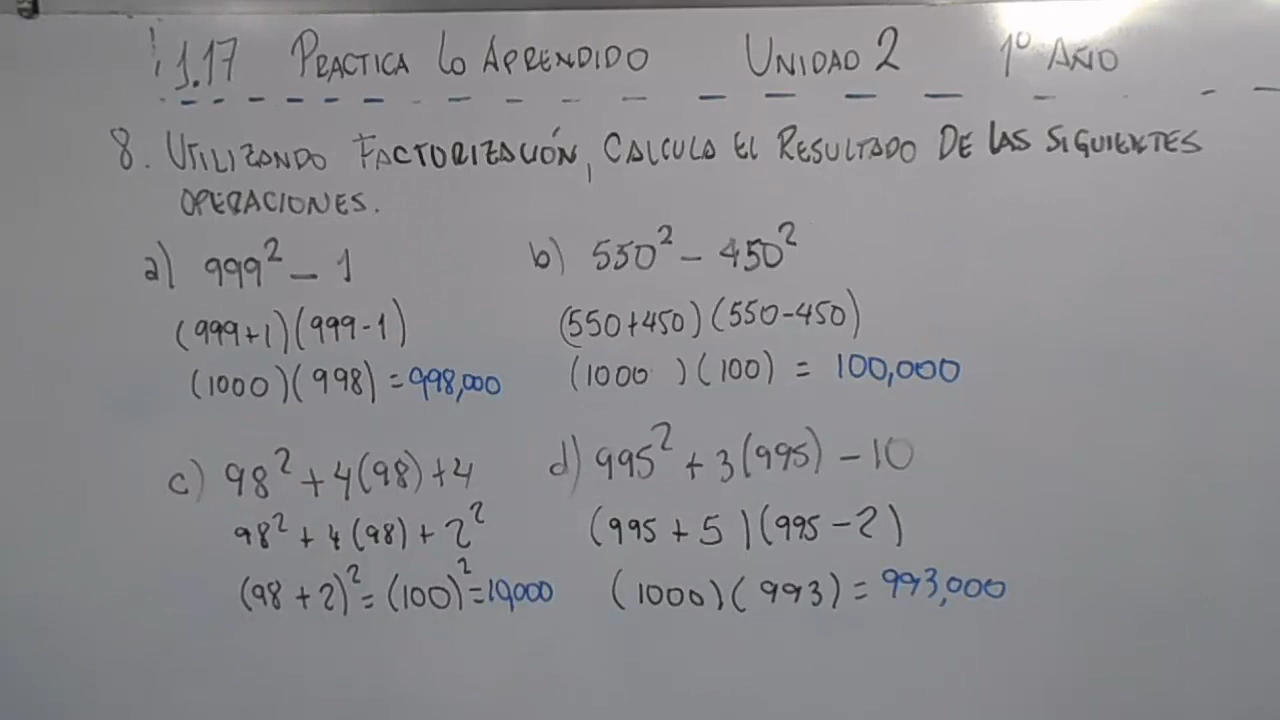 1.17 PRACTICA LO APRENDIDO UNIDAD 2 1º AÑO
8. UTILIZANDO FACTORIZACIÓN, CALCULA EL RESULTADO DE LAS SIGUIENTES
OPERACIONES.
a) 999² - 1
(999+1)(999-1)
(1000)(998) = 998,000
b) 550² - 450²
(550+450)(550-450)
(1000 )(100) = 100,000
c) 98² + 4(98) + 4
98² + 4(98) + 2²
(98 + 2)² = (100)² = 10,000
d) 995² + 3(995) - 10
(995 + 5)(995 - 2)
(1000)(993) = 993,000